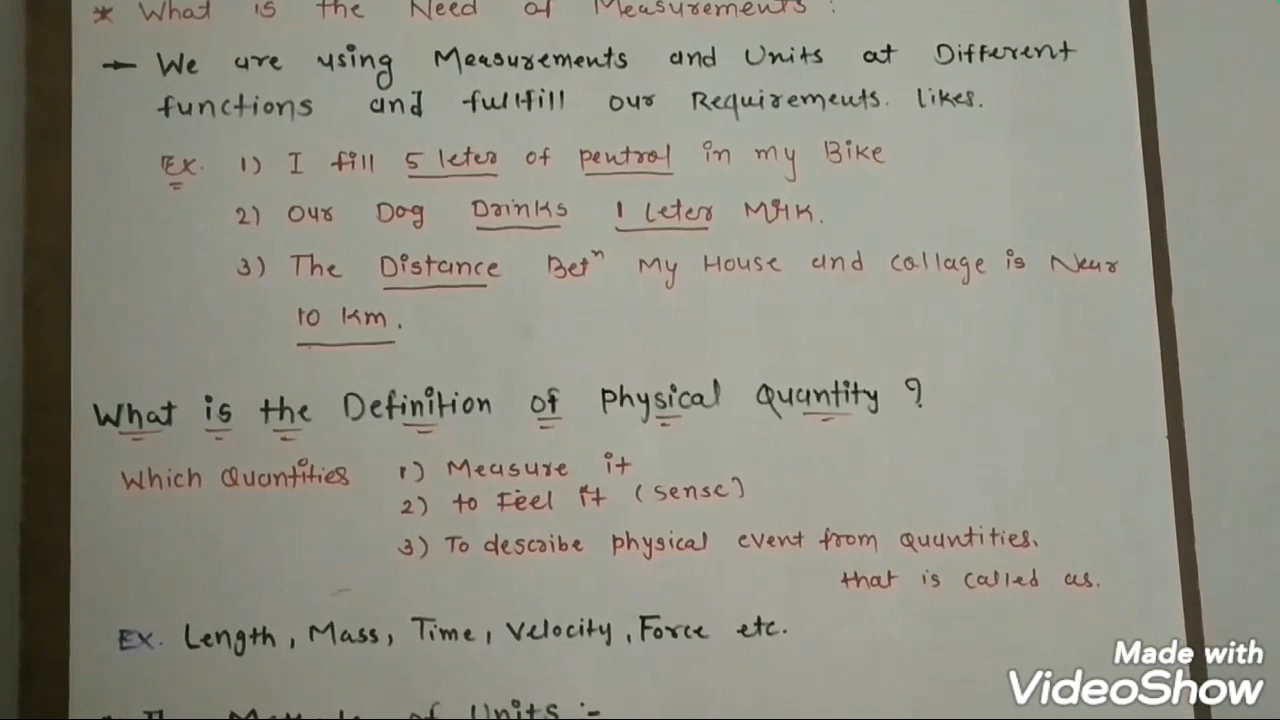 * What is the Need of Measurements :
→ We are using Measurements and Units at Different
functions and fullfill our Requirements. likes.
Ex. 1) I fill 5 leter of pentrol in my Bike
2) Our Dog Drinks 1 leter Milk.
3) The Distance Betⁿ My House and collage is Near
10 Km.
What is the Definition of Physical Quantity ?
Which Quantities 1) Measure it
2) to Feel it (sense)
3) To describe physical event from Quantities.
that is called as.
Ex. Length, Mass, Time, Velocity, Force etc.
of Units :-
Made with
VideoShow